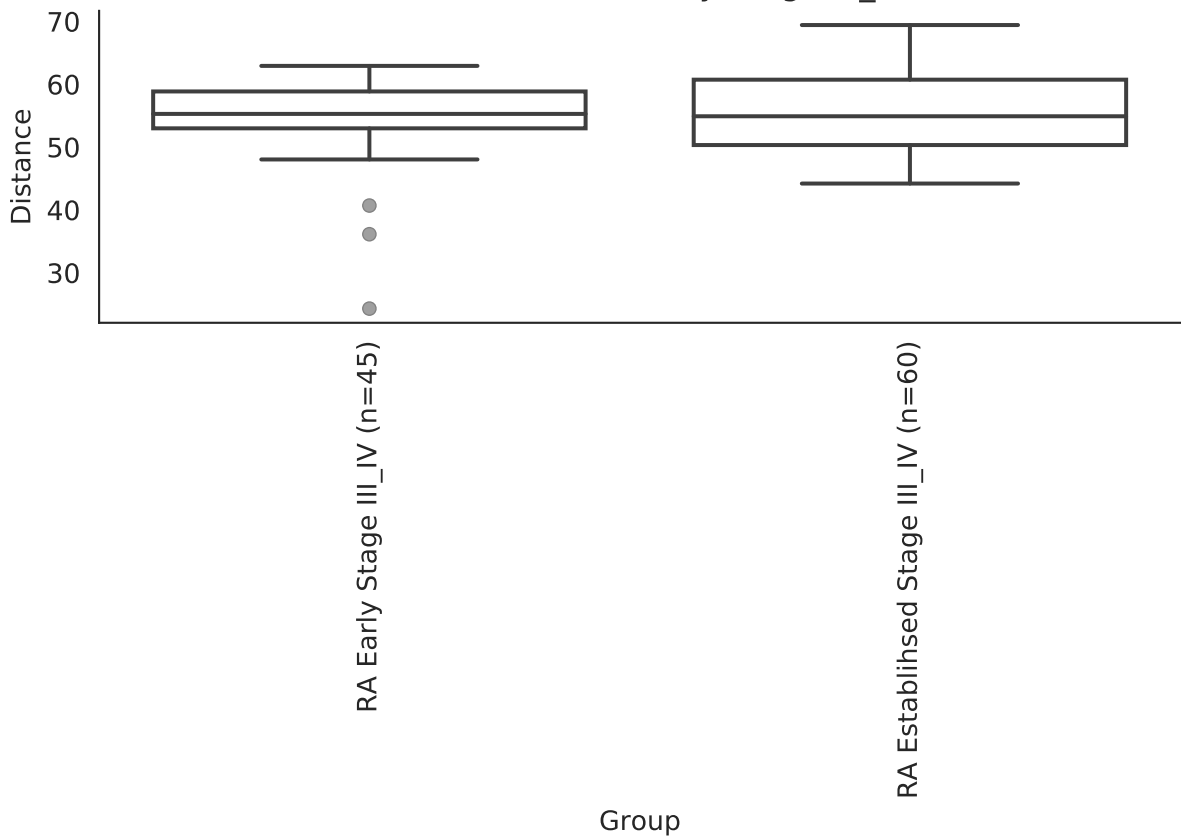 70
60
50
40
30
Distance
RA Early Stage III_IV (n=45)
RA Establihsed Stage III_IV (n=60)
Group